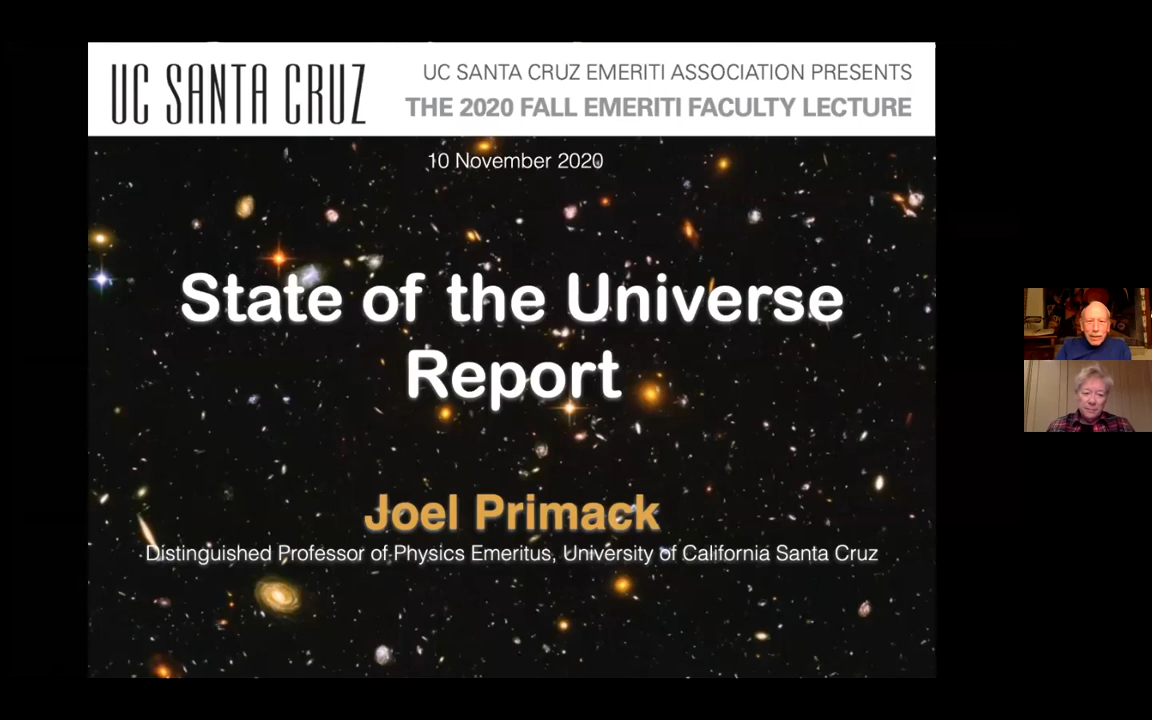 UC SANTA CRUZ
UC SANTA CRUZ EMERITI ASSOCIATION PRESENTS
THE 2020 FALL EMERITI FACULTY LECTURE
10 November 2020
State of the Universe
Report
Joel Primack
Distinguished Professor of Physics Emeritus, University of California Santa Cruz